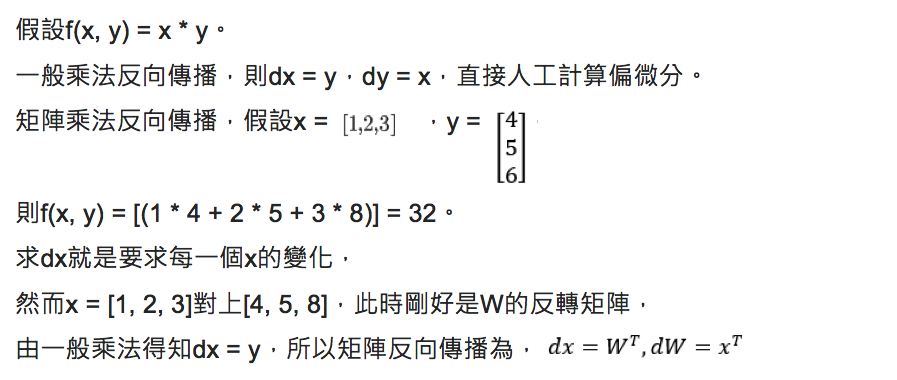 假設f(x, y) = x * y。
一般乘法反向傳播，則dx = y，dy = x，直接人工計算偏微分。
矩陣乘法反向傳播，假設x = [1,2,3] ，y = [4 5 6]
則f(x, y) = [(1 * 4 + 2 * 5 + 3 * 8)] = 32。
求dx就是要求每一個x的變化，
然而x = [1, 2, 3]對上[4, 5, 8]，此時剛好是W的反轉矩陣，
由一般乘法得知dx = y，所以矩陣反向傳播為， dx = Wᵀ, dW = xᵀ